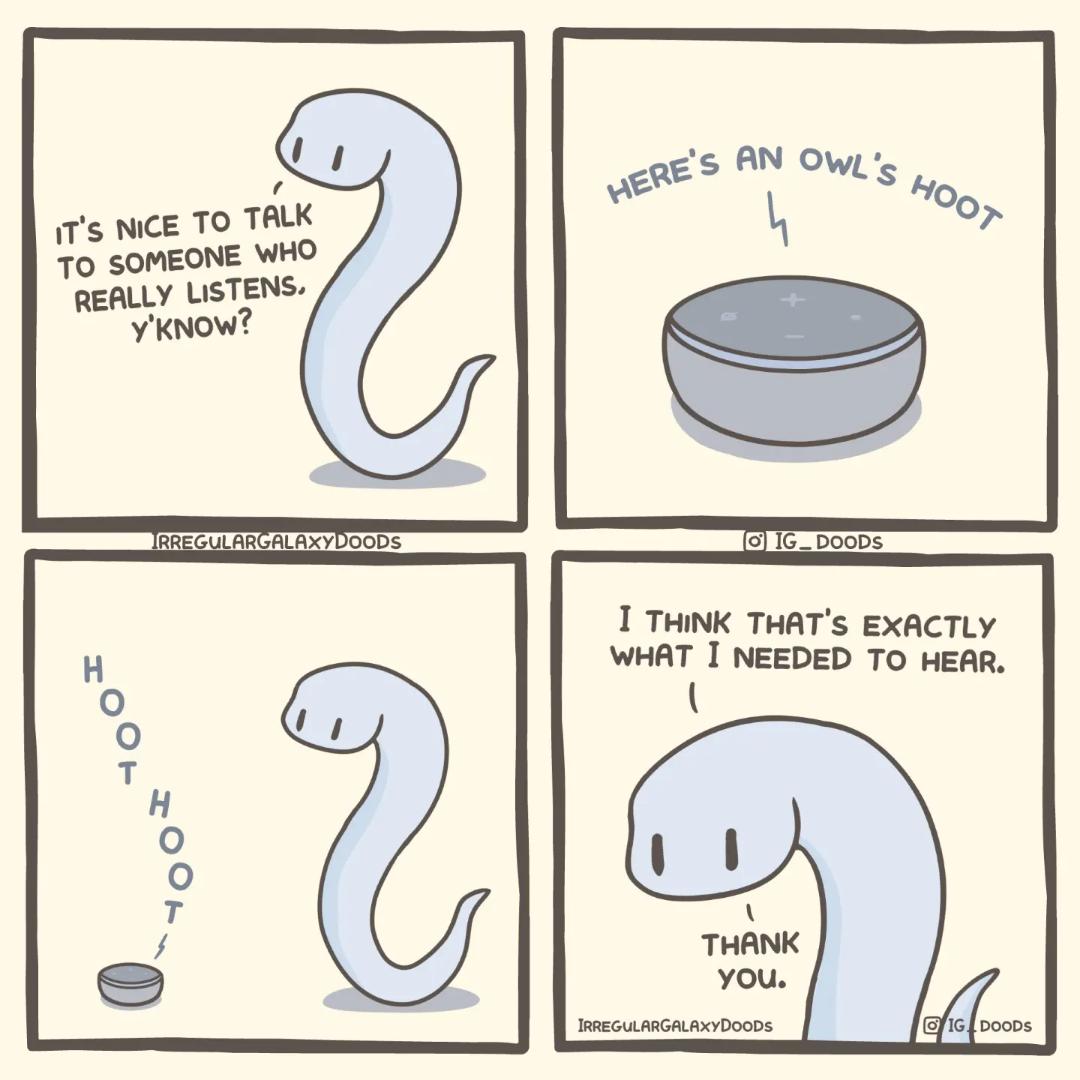 IT'S NICE TO TALK
TO SOMEONE WHO
REALLY LISTENS,
Y'KNOW?
HERE'S AN OWL'S HOOT
IRREGULARGALAXYDOODS
IG_DOODS
HOOT
HOOT
I THINK THAT'S EXACTLY
WHAT I NEEDED TO HEAR.
THANK
YOU.
IRREGULARGALAXYDOODS
IG_DOODS